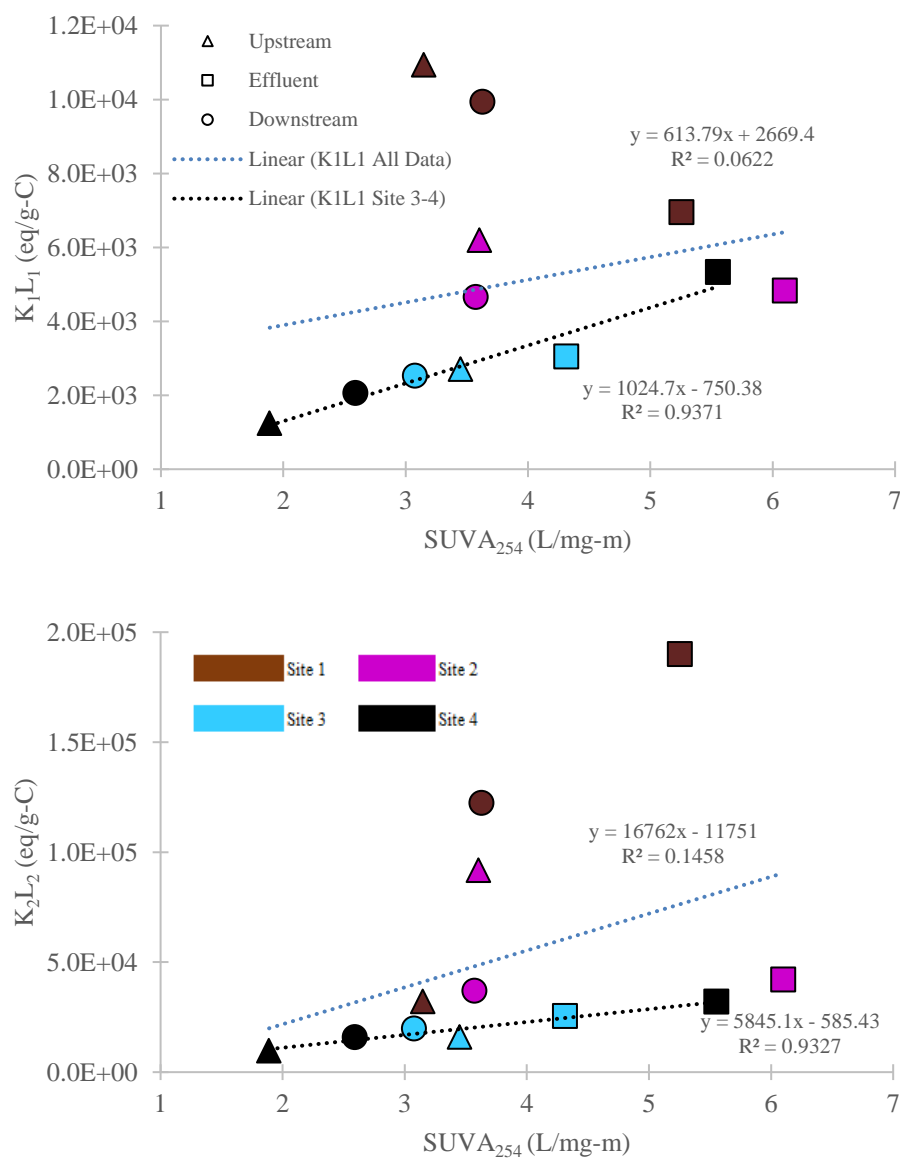 1.2E+04
1.0E+04
8.0E+03
6.0E+03
4.0E+03
2.0E+03
0.0E+00
K₁L₁ (eq/g-C)
Upstream
Effluent
Downstream
Linear (K1L1 All Data)
Linear (K1L1 Site 3-4)
y = 613.79x + 2669.4
R² = 0.0622
y = 1024.7x - 750.38
R² = 0.9371
1 2 3 4 5 6 7
SUVA₂₅₄ (L/mg-m)
2.0E+05
1.5E+05
1.0E+05
5.0E+04
0.0E+00
K₂L₂ (eq/g-C)
Site 1 Site 2
Site 3 Site 4
y = 16762x - 11751
R² = 0.1458
y = 5845.1x - 585.43
R² = 0.9327
1 2 3 4 5 6 7
SUVA₂₅₄ (L/mg-m)